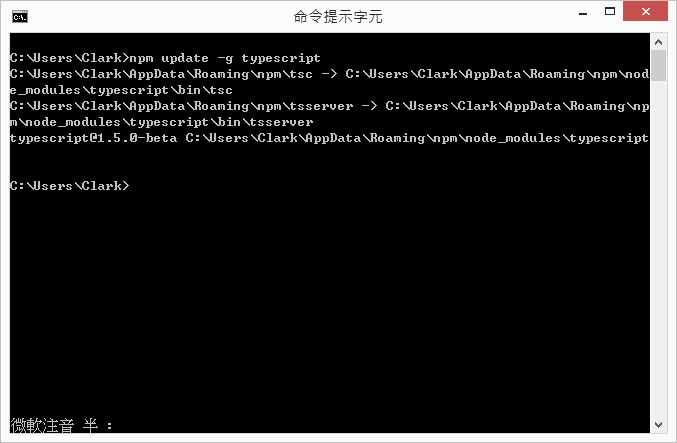 命令提示字元
C:\Users\Clark>npm update -g typescript
C:\Users\Clark\AppData\Roaming\npm\tsc -> C:\Users\Clark\AppData\Roaming\npm\nod
e_modules\typescript\bin\tsc
C:\Users\Clark\AppData\Roaming\npm\tsserver -> C:\Users\Clark\AppData\Roaming\np
m\node_modules\typescript\bin\tsserver
typescript@1.5.0-beta C:\Users\Clark\AppData\Roaming\npm\node_modules\typescript
C:\Users\Clark>
微軟注音 半 :